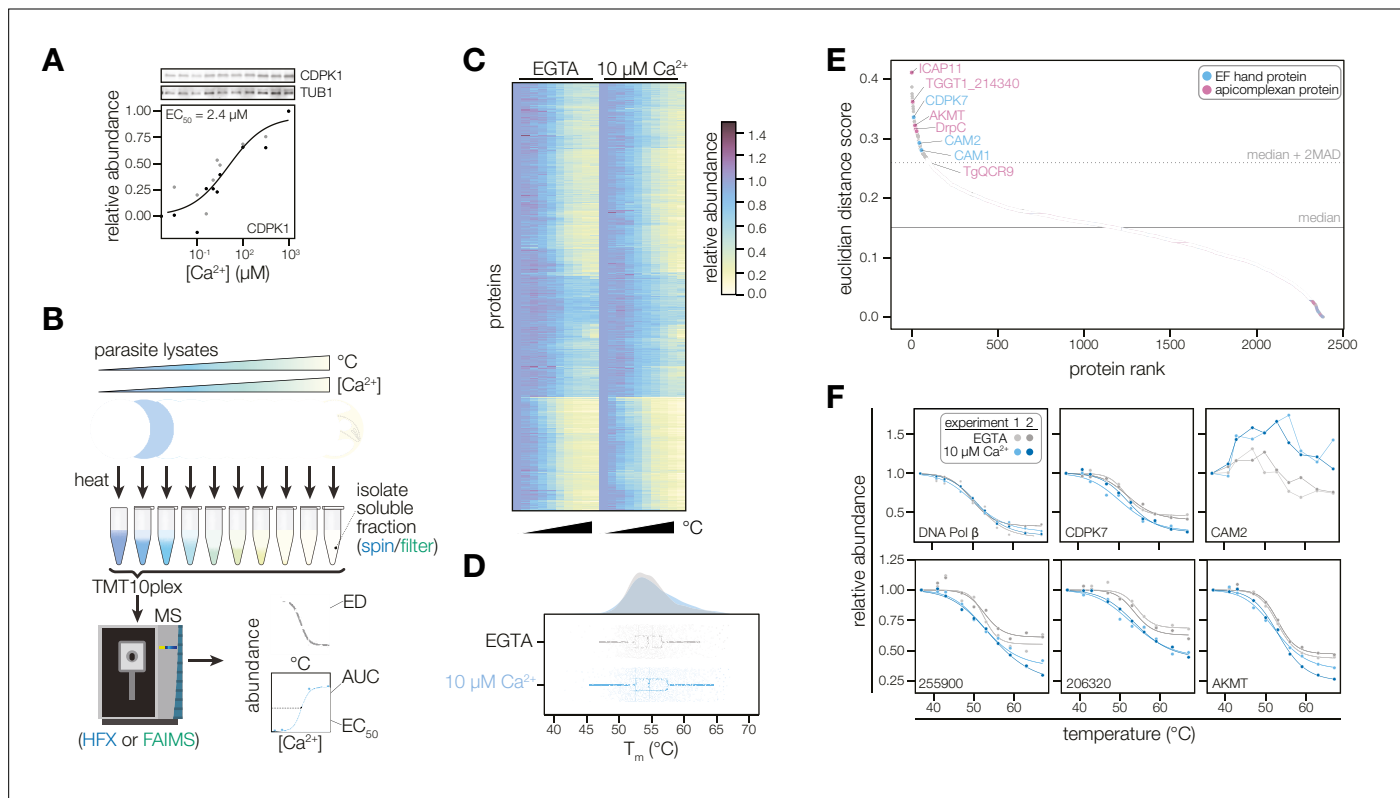 A
CDPK1
TUB1
EC50 = 2.4 µM
1.00
0.75
0.50
0.25
0.00
relative abundance
CDPK1
10⁻¹ 10² 10³
[Ca²⁺] (µM)
B
parasite lysates
°C
[Ca²⁺]
heat
isolate
soluble
fraction
(spin/filter)
TMT10plex
MS
(HFX or FAIMS)
ED
°C
abundance
AUC
EC50
[Ca²⁺]
C
EGTA 10 µM Ca²⁺
proteins
°C
relative abundance
1.4
1.2
1.0
0.8
0.6
0.4
0.2
0.0
D
EGTA
10 µM Ca²⁺
40 45 50 55 60 65 70
Tm (°C)
E
0.4
0.3
0.2
0.1
0.0
euclidian distance score
ICAP11
TGGT1_214340
CDPK7
AKMT
DrpC
CAM2
CAM1
TgQCR9
EF hand protein
apicomplexan protein
median + 2MAD
median
0 500 1000 1500 2000 2500
protein rank
F
relative abundance
1.5
1.0
0.5
experiment 1 2
EGTA
10 µM Ca²⁺
DNA Pol β
CDPK7
CAM2
1.25
1.00
0.75
0.50
0.25
255900
206320
AKMT
40 50 60
40 50 60
40 50 60
temperature (°C)